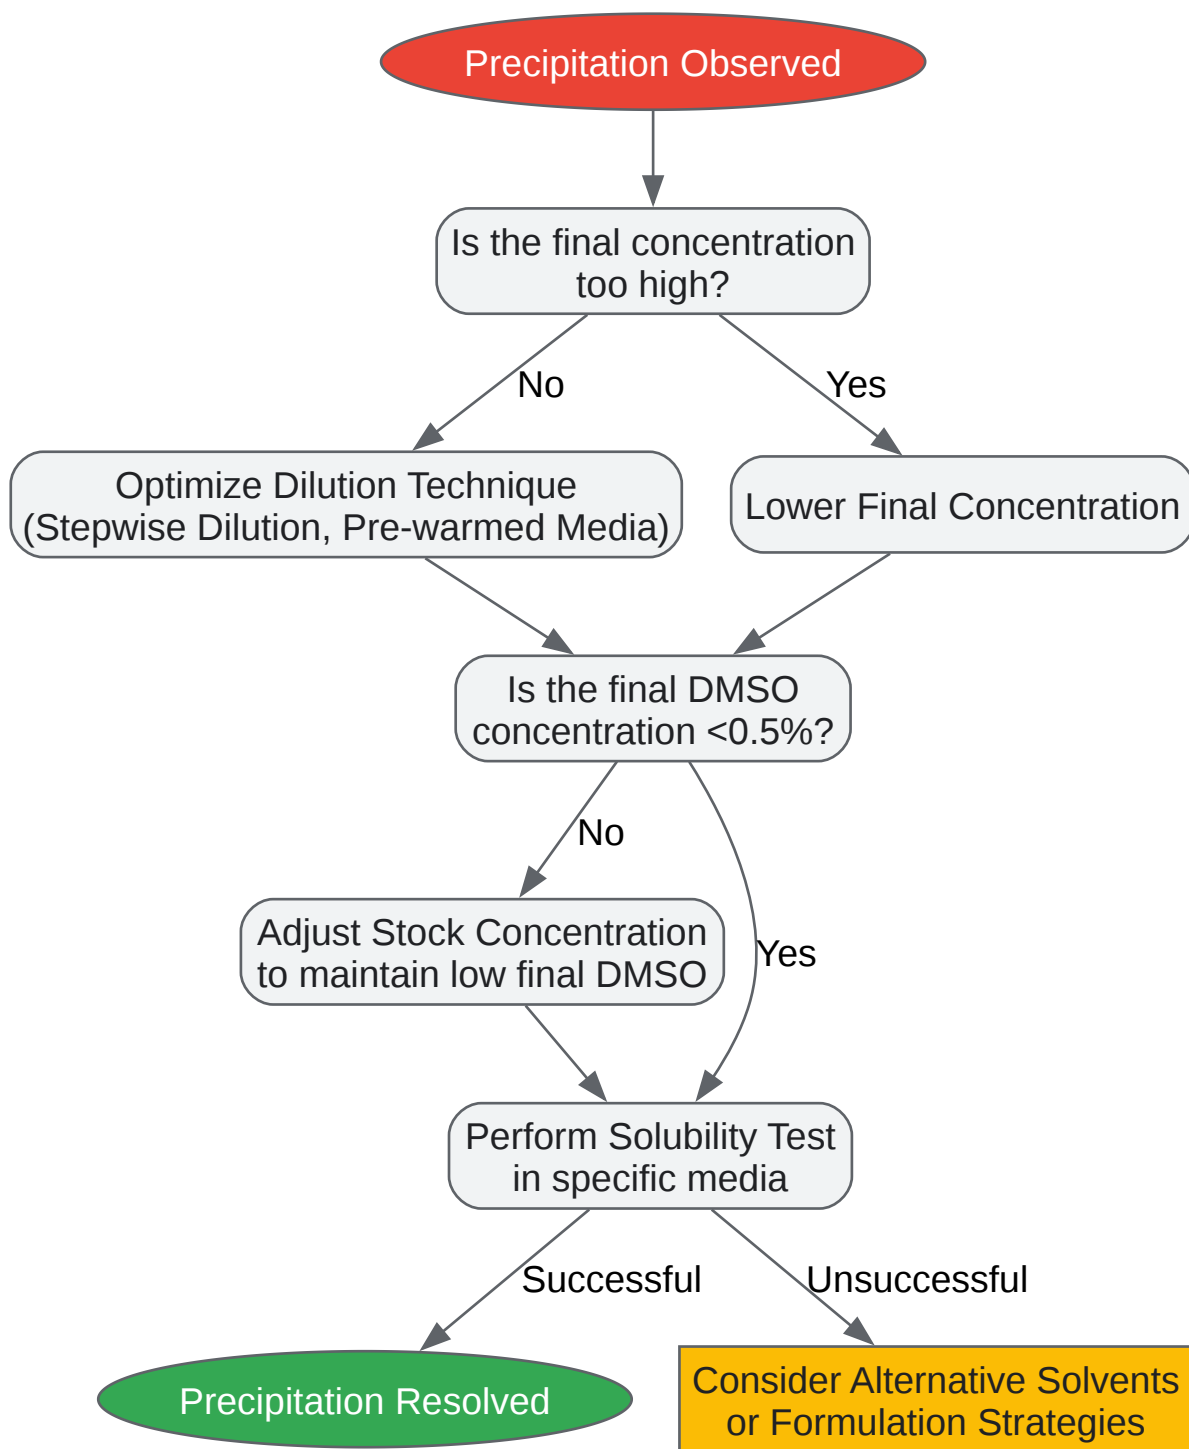 Precipitation Observed
Is the final concentration
too high?
No
Yes
Optimize Dilution Technique
(Stepwise Dilution, Pre-warmed Media)
Lower Final Concentration
Is the final DMSO
concentration <0.5%?
No
Adjust Stock Concentration
to maintain low final DMSO
Yes
Perform Solubility Test
in specific media
Successful
Unsuccessful
Precipitation Resolved
Consider Alternative Solvents
or Formulation Strategies